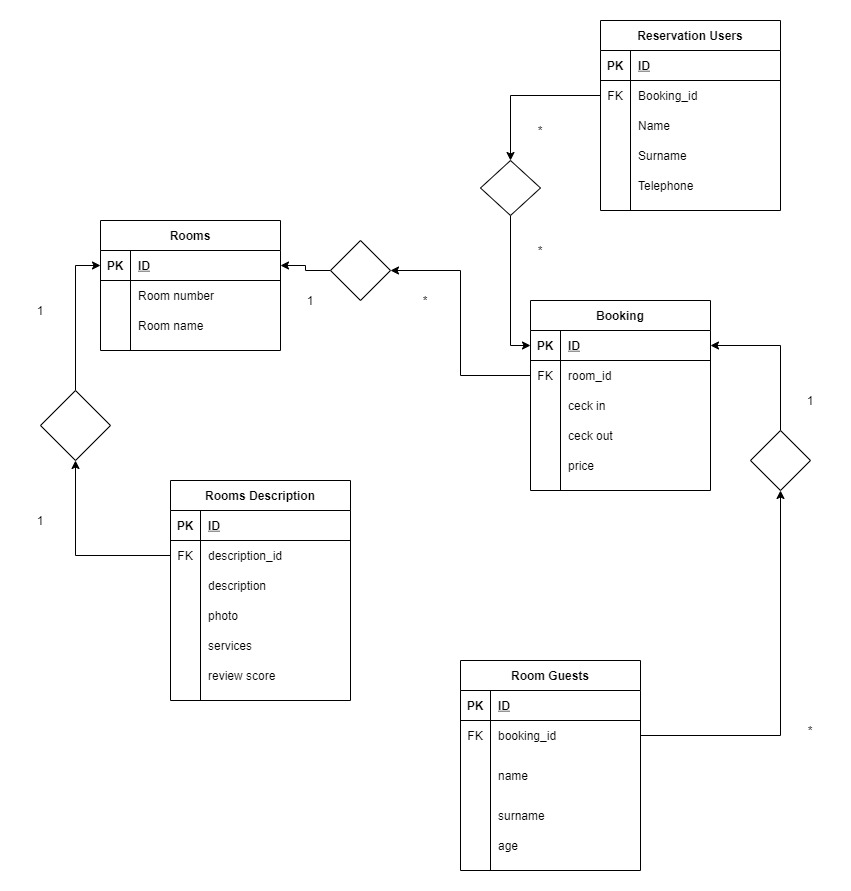 Reservation Users
PK ID
FK Booking_id
Name
Surname
Telephone
*
*
Rooms
PK ID
Room number
Room name
1
1
*
Booking
PK ID
FK room_id
ceck in
ceck out
price
1
Rooms Description
PK ID
FK description_id
description
photo
services
review score
1
Room Guests
PK ID
FK booking_id
name
surname
age
*